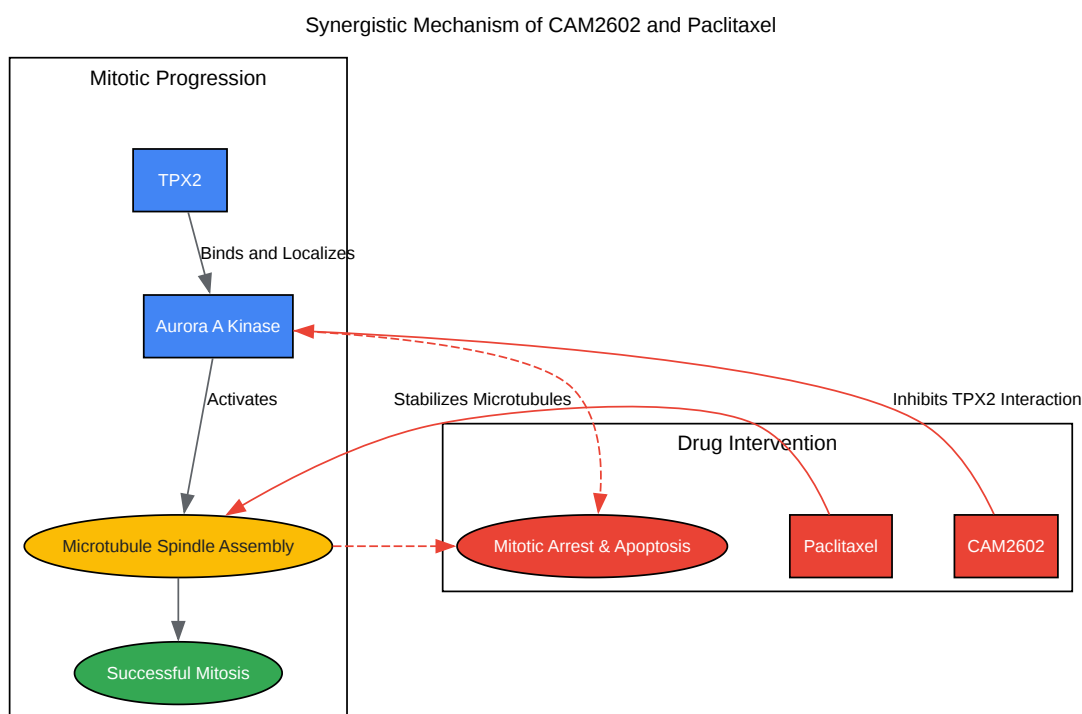 Synergistic Mechanism of CAM2602 and Paclitaxel
Mitotic Progression
TPX2
Binds and Localizes
Aurora A Kinase
Activates
Stabilizes Microtubules
Inhibits TPX2 Interaction
Drug Intervention
Microtubule Spindle Assembly
Mitotic Arrest & Apoptosis
Paclitaxel
CAM2602
Successful Mitosis